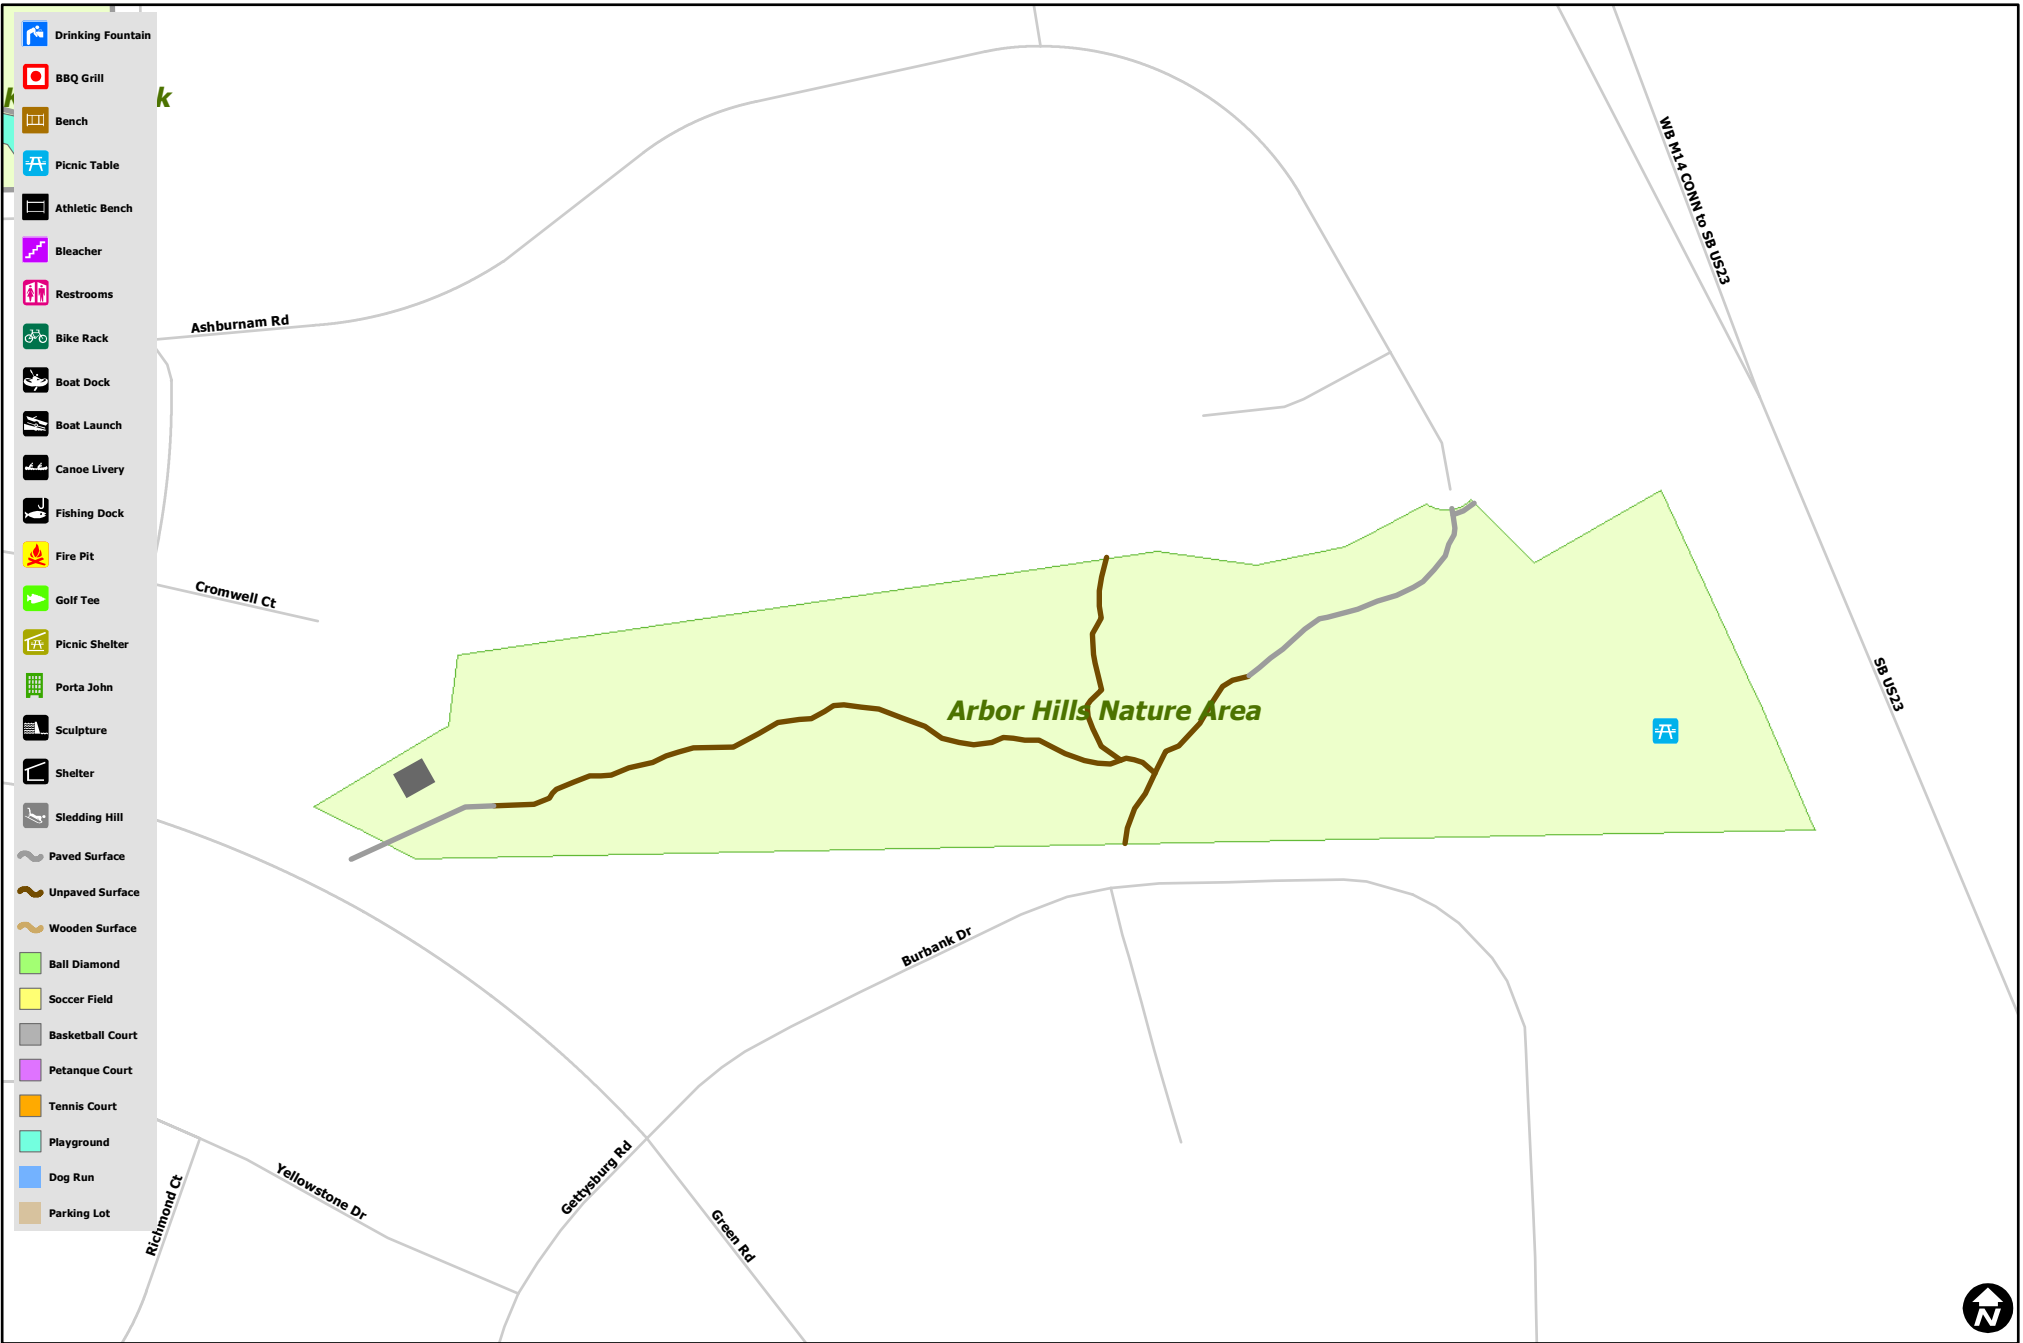 Drinking Fountain
BBQ Grill
Bench
Picnic Table
Athletic Bench
Bleacher
Restrooms
Bike Rack
Boat Dock
Boat Launch
Canoe Livery
Fishing Dock
Fire Pit
Golf Tee
Picnic Shelter
Porta John
Sculpture
Shelter
Sledding Hill
Paved Surface
Unpaved Surface
Wooden Surface
Ball Diamond
Soccer Field
Basketball Court
Petanque Court
Tennis Court
Playground
Dog Run
Parking Lot
k
Ashburnam Rd
Cromwell Ct
WB M14 CONN to SB US23
SB US23
Arbor Hills Nature Area
Burbank Dr
Gettysburg Rd
Green Rd
Yellowstone Dr
Richmond Ct
N